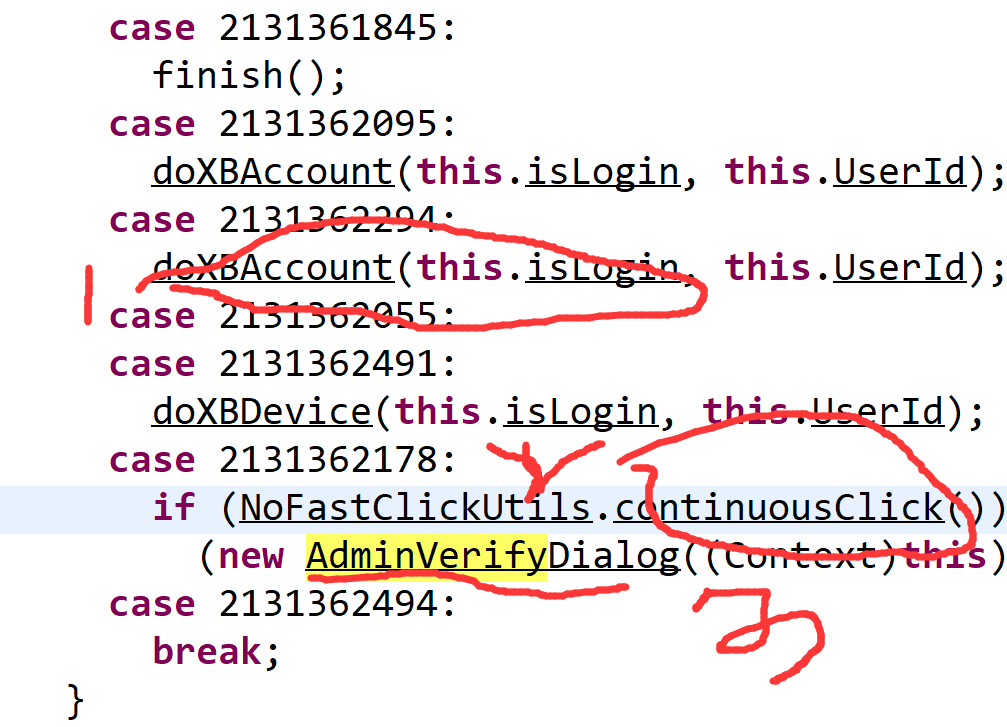 case 2131361845:
finish();
case 2131362095:
doXBAccount(this.isLogin, this.UserId);
case 2131362294:
doXBAccount(this.isLogin, this.UserId);
case 2131362055:
case 2131362491:
doXBDevice(this.isLogin, this.UserId);
case 2131362178:
if (NoFastClickUtils.continuousClick())
(new AdminVerifyDialog((Context)this)
case 2131362494:
break;
}